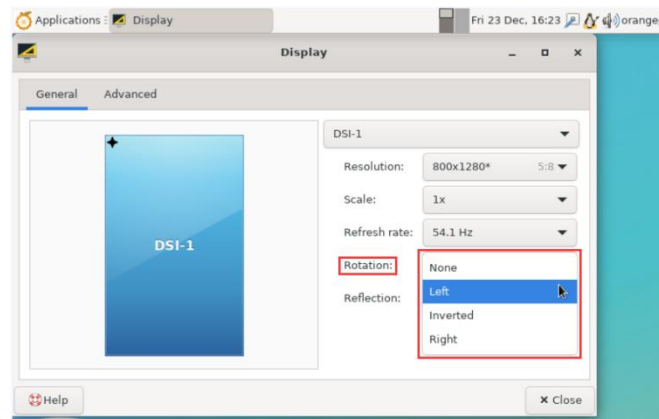 Applications Display Fri 23 Dec, 16:23 orange
Display
General Advanced
DSI-1
DSI-1
Resolution: 800x1280* 5:8
Scale: 1x
Refresh rate: 54.1 Hz
Rotation:
None
Left
Inverted
Right
Reflection:
Help
Close